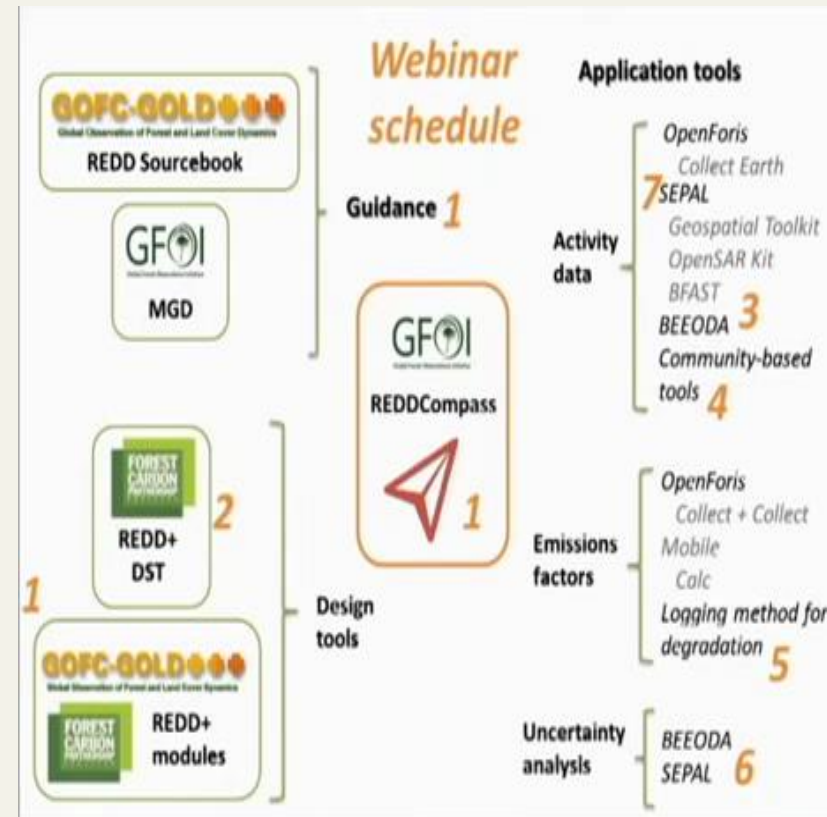 Webinar
schedule
GOFC-GOLD
Global Observation of Forest and Land Cover Dynamics
REDD Sourcebook
GFOI
MGD
Guidance 1
GFOI
REDDCompass
1
FOREST
CARBON
PARTNERSHIP
REDD+
DST
2
1
GOFC-GOLD
Global Observation of Forest and Land Cover Dynamics
FOREST
CARBON
PARTNERSHIP
REDD+
modules
Design
tools
Application tools
Activity
data
OpenForis
Collect Earth
7 SEPAL
Geospatial Toolkit
OpenSAR Kit
BFAST
BEEODA 3
Community-based
tools 4
Emissions
factors
OpenForis
Collect + Collect
Mobile
Calc
Logging method for
degradation 5
Uncertainty
analysis
BEEODA
SEPAL 6